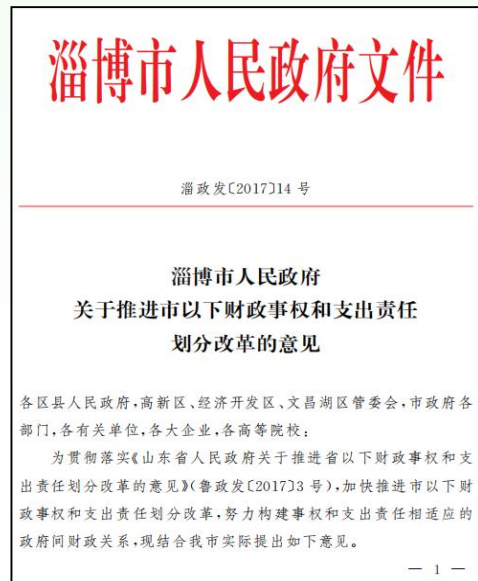 淄博市人民政府文件
淄政发〔2017〕14 号
淄博市人民政府
关于推进市以下财政事权和支出责任
划分改革的意见
各区县人民政府,高新区、经济开发区、文昌湖区管委会,市政府各
部门,各有关单位,各大企业,各高等院校:
为贯彻落实《山东省人民政府关于推进省以下财政事权和支
出责任划分改革的意见》(鲁政发〔2017〕3 号),加快推进市以下财
政事权和支出责任划分改革,努力构建事权和支出责任相适应的
政府间财政关系,现结合我市实际提出如下意见。
— 1 —